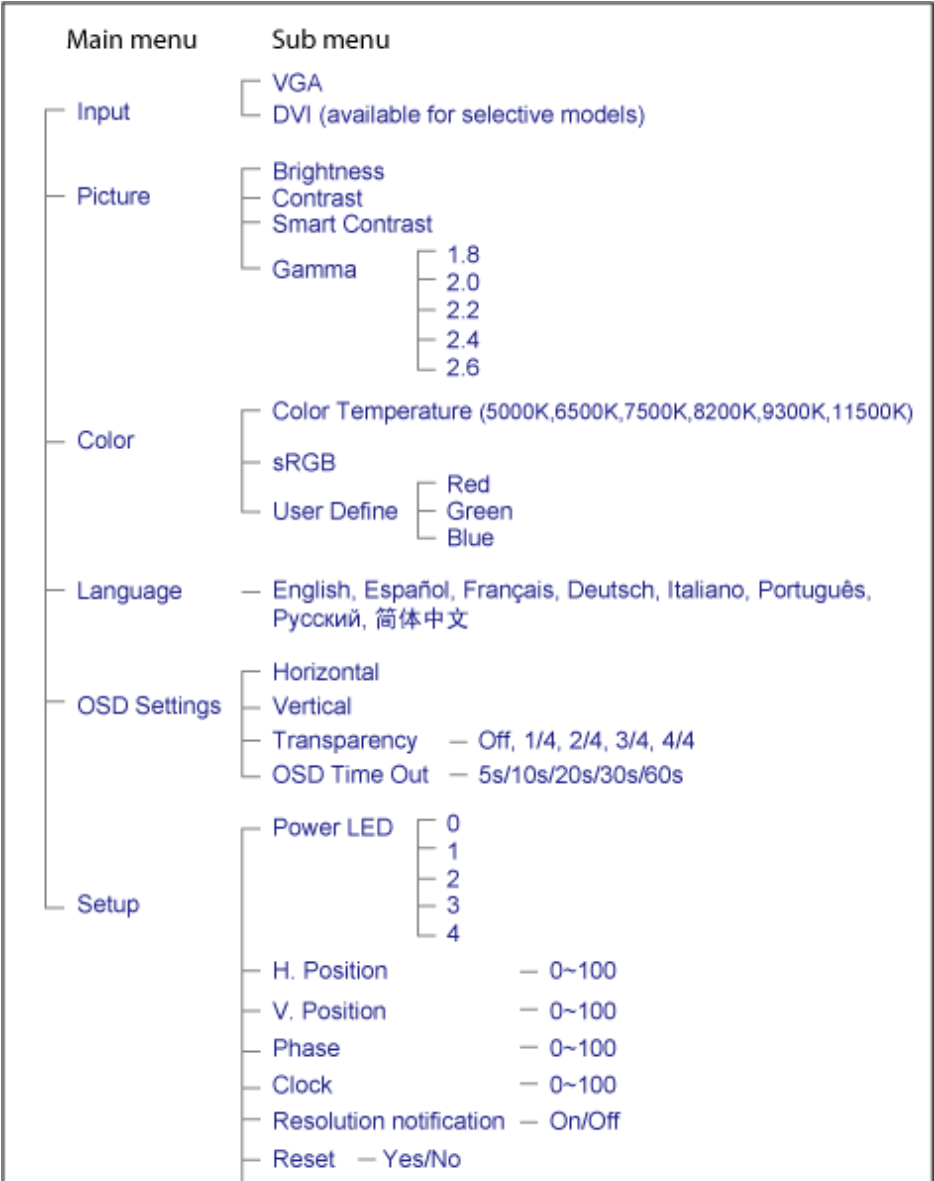 Main menu Sub menu
VGA
Input DVI (available for selective models)
Brightness
Picture Contrast
Smart Contrast
Gamma 1.8
2.0
2.2
2.4
2.6
Color Temperature (5000K,6500K,7500K,8200K,9300K,11500K)
Color
sRGB
Red
User Define Green
Blue
Language English, Español, Français, Deutsch, Italiano, Português,
Русский, 简体中文
Horizontal
OSD Settings Vertical
Transparency Off, 1/4, 2/4, 3/4, 4/4
OSD Time Out 5s/10s/20s/30s/60s
Power LED 0
1
2
Setup 3
4
H. Position 0~100
V. Position 0~100
Phase 0~100
Clock 0~100
Resolution notification On/Off
Reset Yes/No